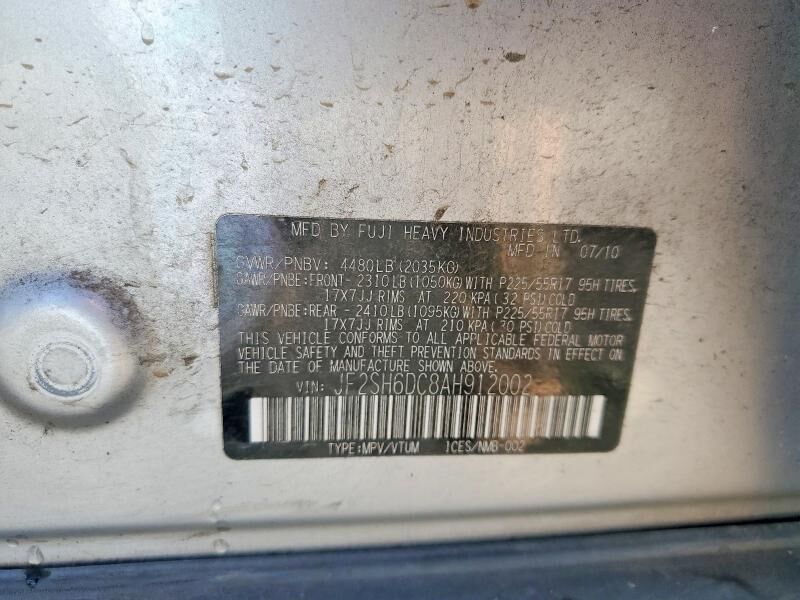 MFD BY FUJI HEAVY INDUSTRIES LTD.
MFD IN 07/10
GVWR/PNBV: 4480LB(2035KG)
GAWR/PNBE:FRONT- 2310LB(1050KG)WITH P225/55R17 95H TIRES,
17X7JJ RIMS AT 220 KPA(32 PSI)COLD
GAWR/PNBE:REAR - 2410LB(1095KG)WITH P225/55R17 95H TIRES,
17X7JJ RIMS AT 210 KPA(30 PSI)COLD
THIS VEHICLE CONFORMS TO ALL APPLICABLE FEDERAL MOTOR
VEHICLE SAFETY AND THEFT PREVENTION STANDARDS IN EFFECT ON
THE DATE OF MANUFACTURE SHOWN ABOVE.
VIN: JF2SH6DC8AH912002
TYPE:MPV/VTUM ICES/NMB-002